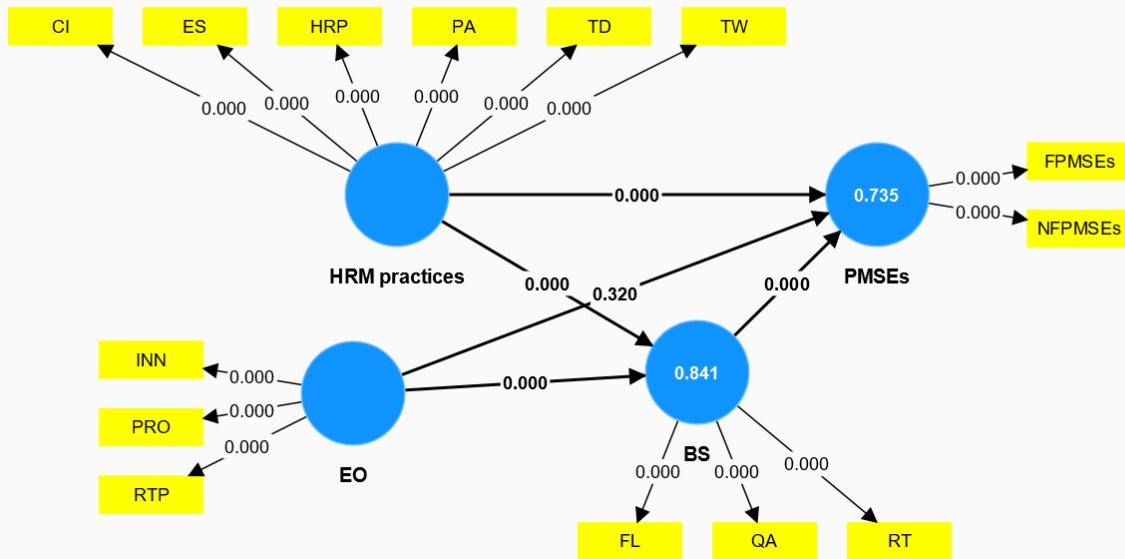 CI ES HRP PA TD TW
0.000 0.000 0.000 0.000 0.000 0.000
FPMSEs
0.000
0.000 0.735
0.000
NFPMSEs
HRM practices PMSEs
0.000 0.320 0.000
INN
0.000
0.841
0.000
0.000
PRO
0.000
BS
EO
0.000 0.000 0.000
RTP
FL QA RT